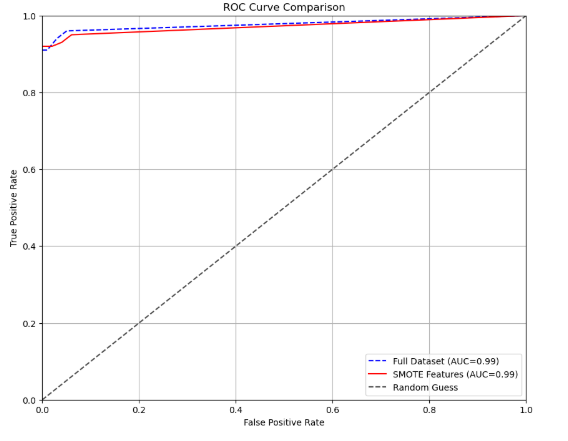 ROC Curve Comparison
1.0
0.8
0.6
0.4
0.2
0.0
True Positive Rate
Full Dataset (AUC=0.99)
SMOTE Features (AUC=0.99)
Random Guess
0.0 0.2 0.4 0.6 0.8 1.0
False Positive Rate